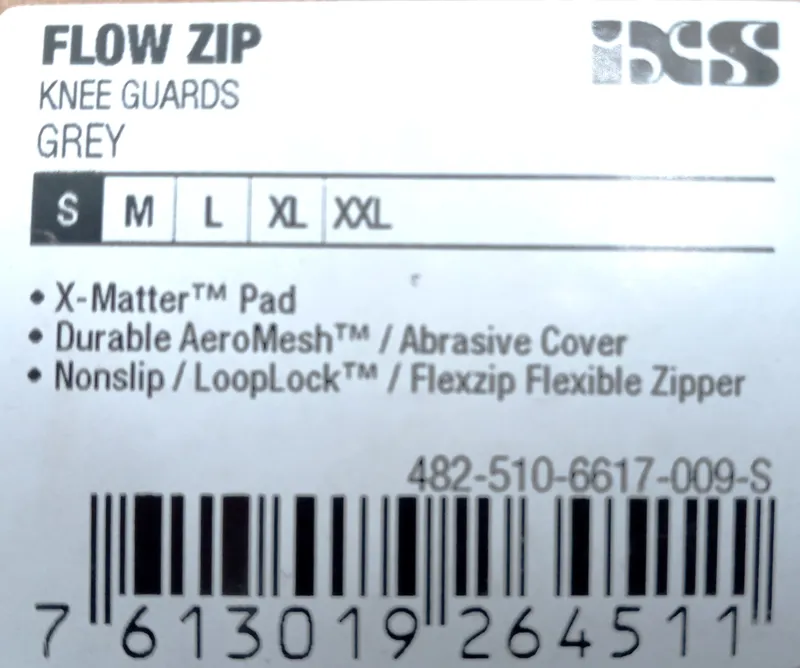 FLOW ZIP
iXS
KNEE GUARDS
GREY
S M L XL XXL
• X-Matter™ Pad
• Durable AeroMesh™ / Abrasive Cover
• Nonslip / LoopLock™ / Flexzip Flexible Zipper
482-510-6617-009-S
7 613019 264511